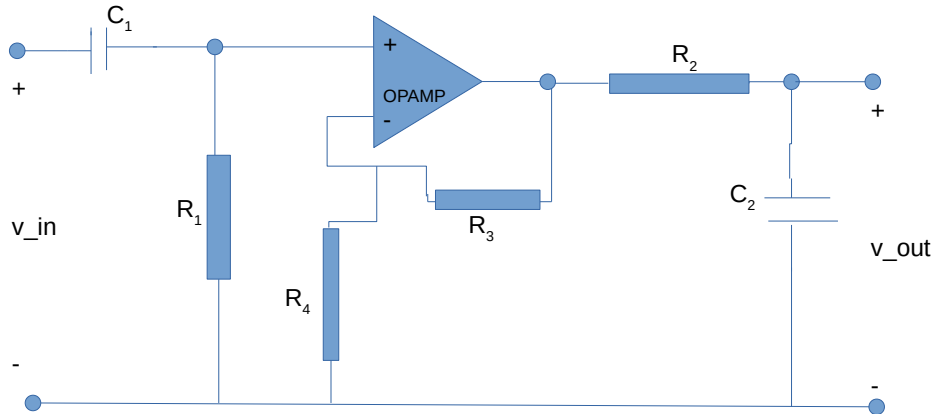 C₁
+
R₂
OPAMP
+
+
-
C₂
R₁
R₃
v_in
v_out
R₄
-
-